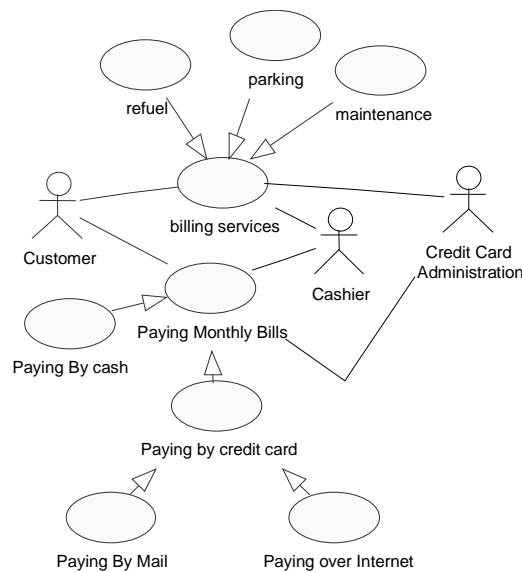 parking
refuel
maintenance
billing services
Customer
Credit Card
Administration
Cashier
Paying Monthly Bills
Paying By cash
Paying by credit card
Paying By Mail
Paying over Internet